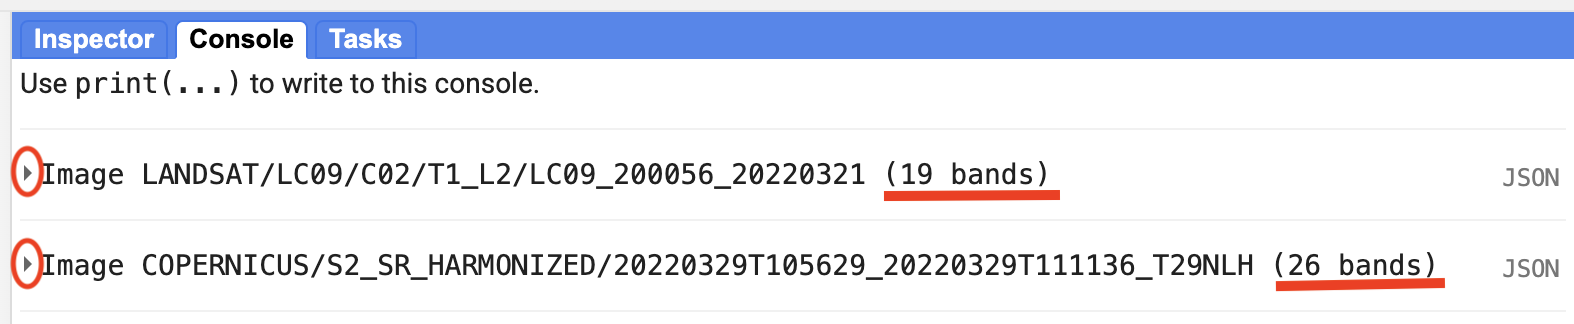 Inspector Console Tasks
Use print(...) to write to this console.
Image LANDSAT/LC09/C02/T1_L2/LC09_200056_20220321 (19 bands) JSON
Image COPERNICUS/S2_SR_HARMONIZED/20220329T105629_20220329T111136_T29NLH (26 bands) JSON